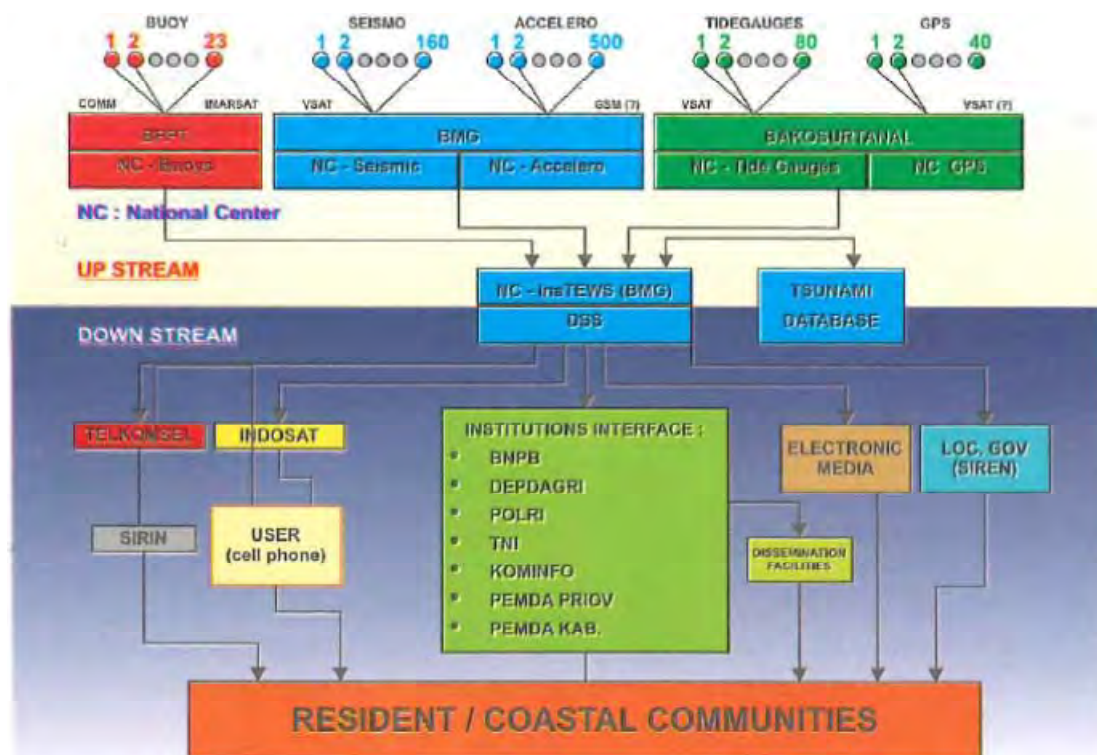 BUOY SEISMO ACCELERO TIDEGAUGES GPS
1 2 23 1 2 160 1 2 500 1 2 80 1 2 40
COMM INARSAT VSAT GSM (?) VSAT VSAT (?)
BPPT BMG BAKOSURTANAL
NC - Buoys NC - Seismic NC - Accelero NC - Tide Gauges NC GPS
NC : National Center
UP STREAM
NC - InaTEWS (BMG)
DSS
TSUNAMI
DATABASE
DOWN STREAM
TELKOMSEL
INDOSAT
SIRIN
USER
(cell phone)
INSTITUTIONS INTERFACE :
• BNPB
• DEPDAGRI
• POLRI
• TNI
• KOMINFO
• PEMDA PRIOV
• PEMDA KAB.
ELECTRONIC
MEDIA
LOC. GOV
(SIREN)
DISSEMINATION
FACILITIES
RESIDENT / COASTAL COMMUNITIES